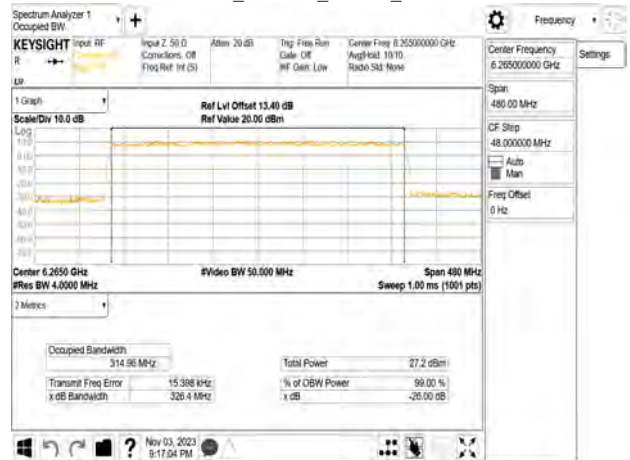 Spectrum Analyzer 1
Occupied BW
KEYSIGHT
Input: RF
Input Z: 50 Ω
Corrections: Off
Freq Ref: Int (S)
Atten: 20 dB
Trig: Free Run
Gate: Off
#IF Gain: Low
Center Freq: 6.265000000 GHz
Avg|Hold: 10/10
Radio Std: None
1 Graph
Scale/Div 10.0 dB
Ref Lvl Offset 13.40 dB
Ref Value 20.00 dBm
Log
Center 6.2650 GHz
#Res BW 4.0000 MHz
#Video BW 50.000 MHz
Span 480 MHz
Sweep 1.00 ms (1001 pts)
2 Metrics
Occupied Bandwidth
314.96 MHz
Total Power 27.2 dBm
Transmit Freq Error 15.398 kHz
% of OBW Power 99.00 %
x dB Bandwidth 326.4 MHz
x dB -26.00 dB
Nov 03, 2023
9:17:04 PM
Frequency
Center Frequency
6.265000000 GHz
Settings
Span
480.00 MHz
CF Step
48.000000 MHz
Auto
Man
Freq Offset
0 Hz